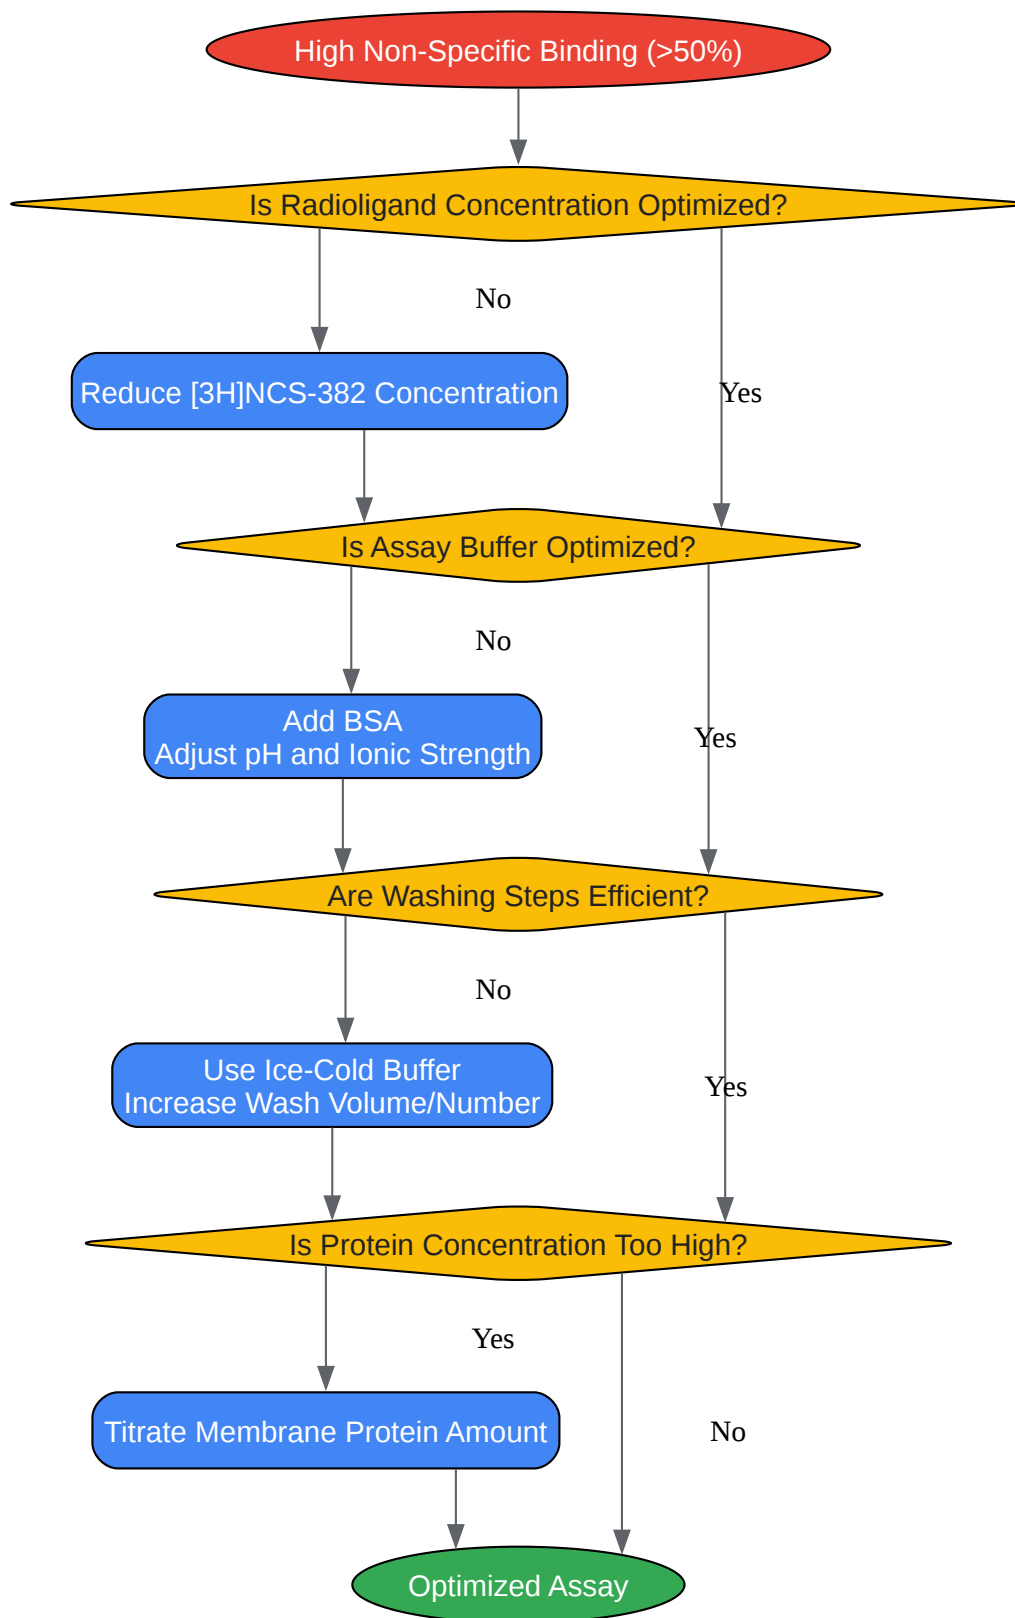 High Non-Specific Binding (>50%)
Is Radioligand Concentration Optimized?
No
Reduce [3H]NCS-382 Concentration
Yes
Is Assay Buffer Optimized?
No
Add BSA
Adjust pH and Ionic Strength
Yes
Are Washing Steps Efficient?
No
Use Ice-Cold Buffer
Increase Wash Volume/Number
Yes
Is Protein Concentration Too High?
Yes
Titrate Membrane Protein Amount
No
Optimized Assay